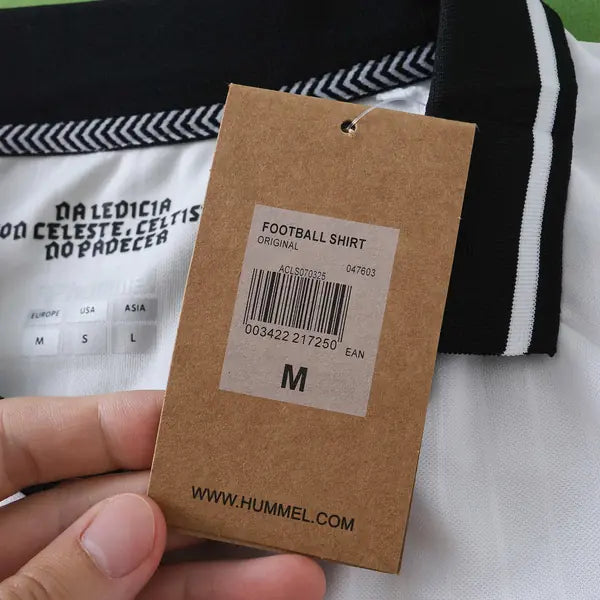 NA LEDICIA
ON CELESTE, CELTIS
NO PADECER
EUROPE USA ASIA
M S L
FOOTBALL SHIRT
ORIGINAL
ACLS070325 047603
003422 217250 EAN
M
WWW.HUMMEL.COM